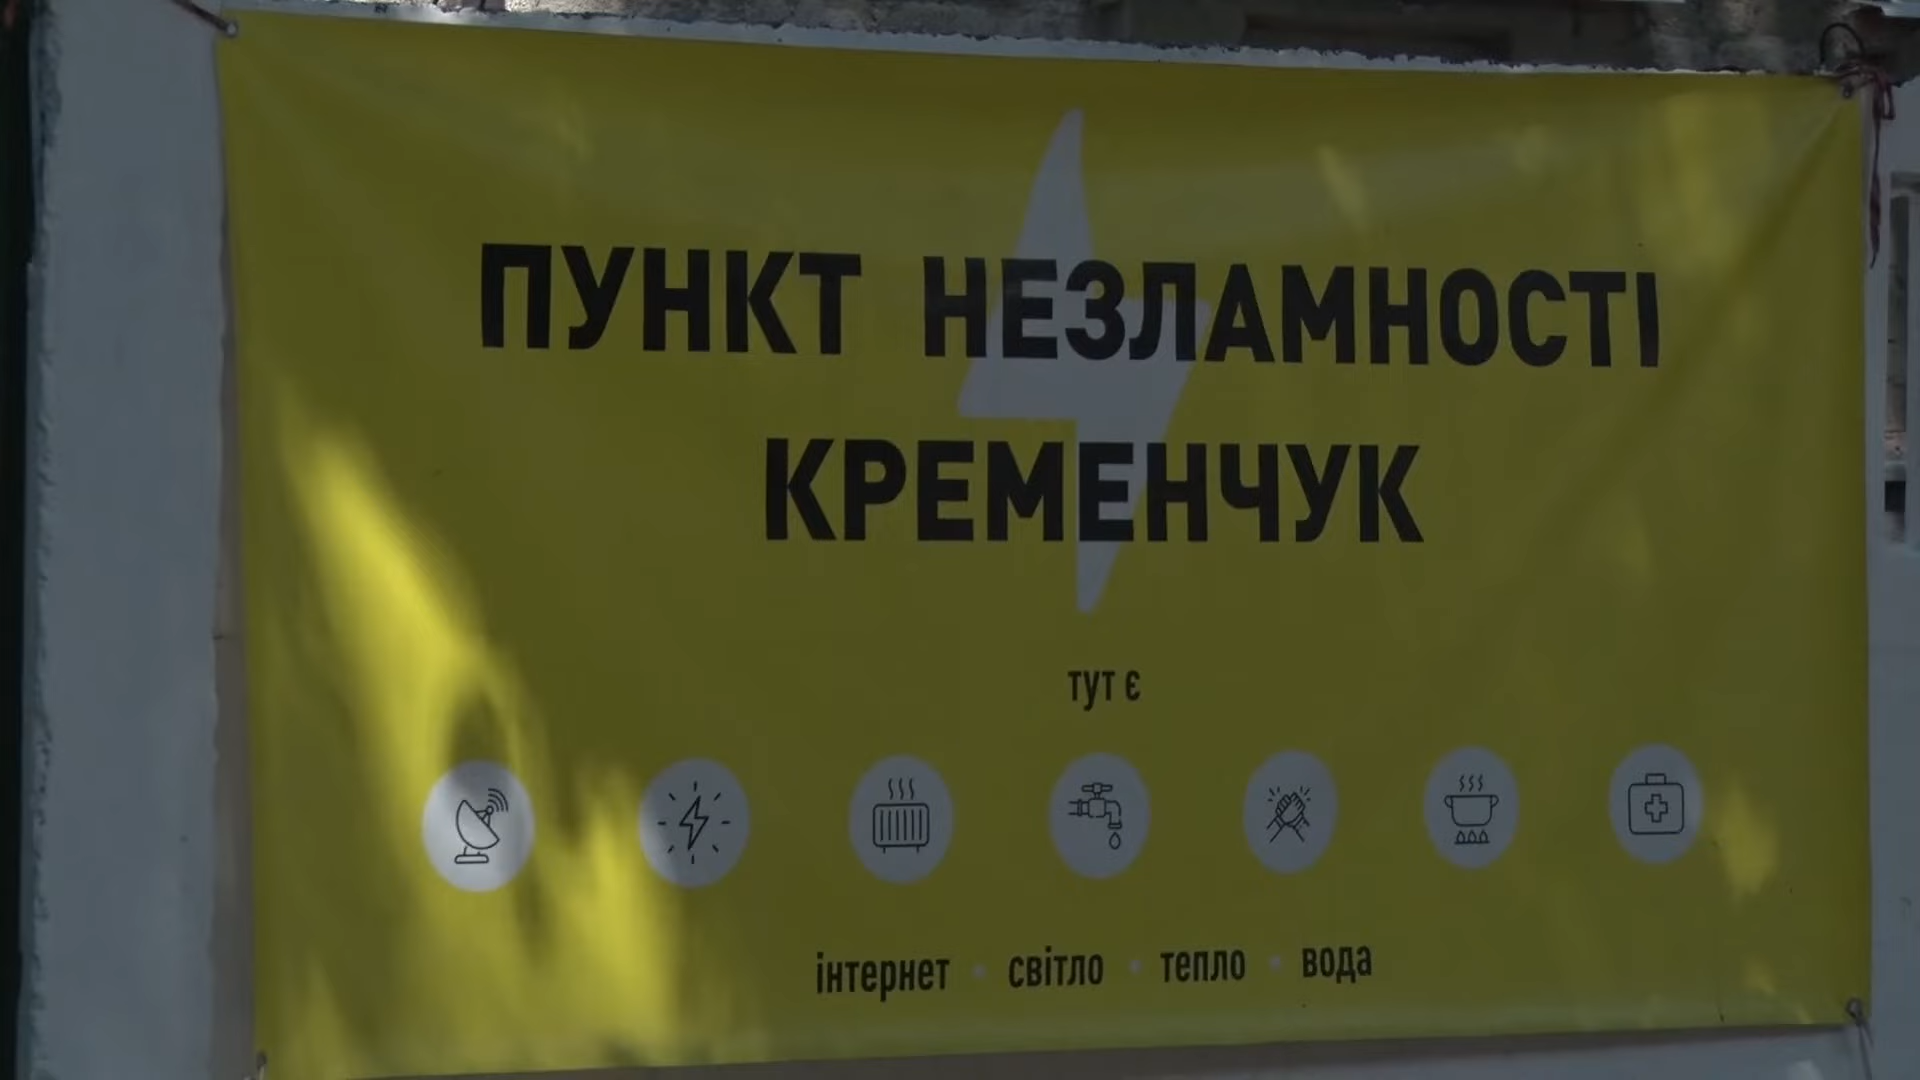 ПУНКТ НЕЗЛАМНОСТІ
КРЕМЕНЧУК
тут є
інтернет • світло • тепло • вода